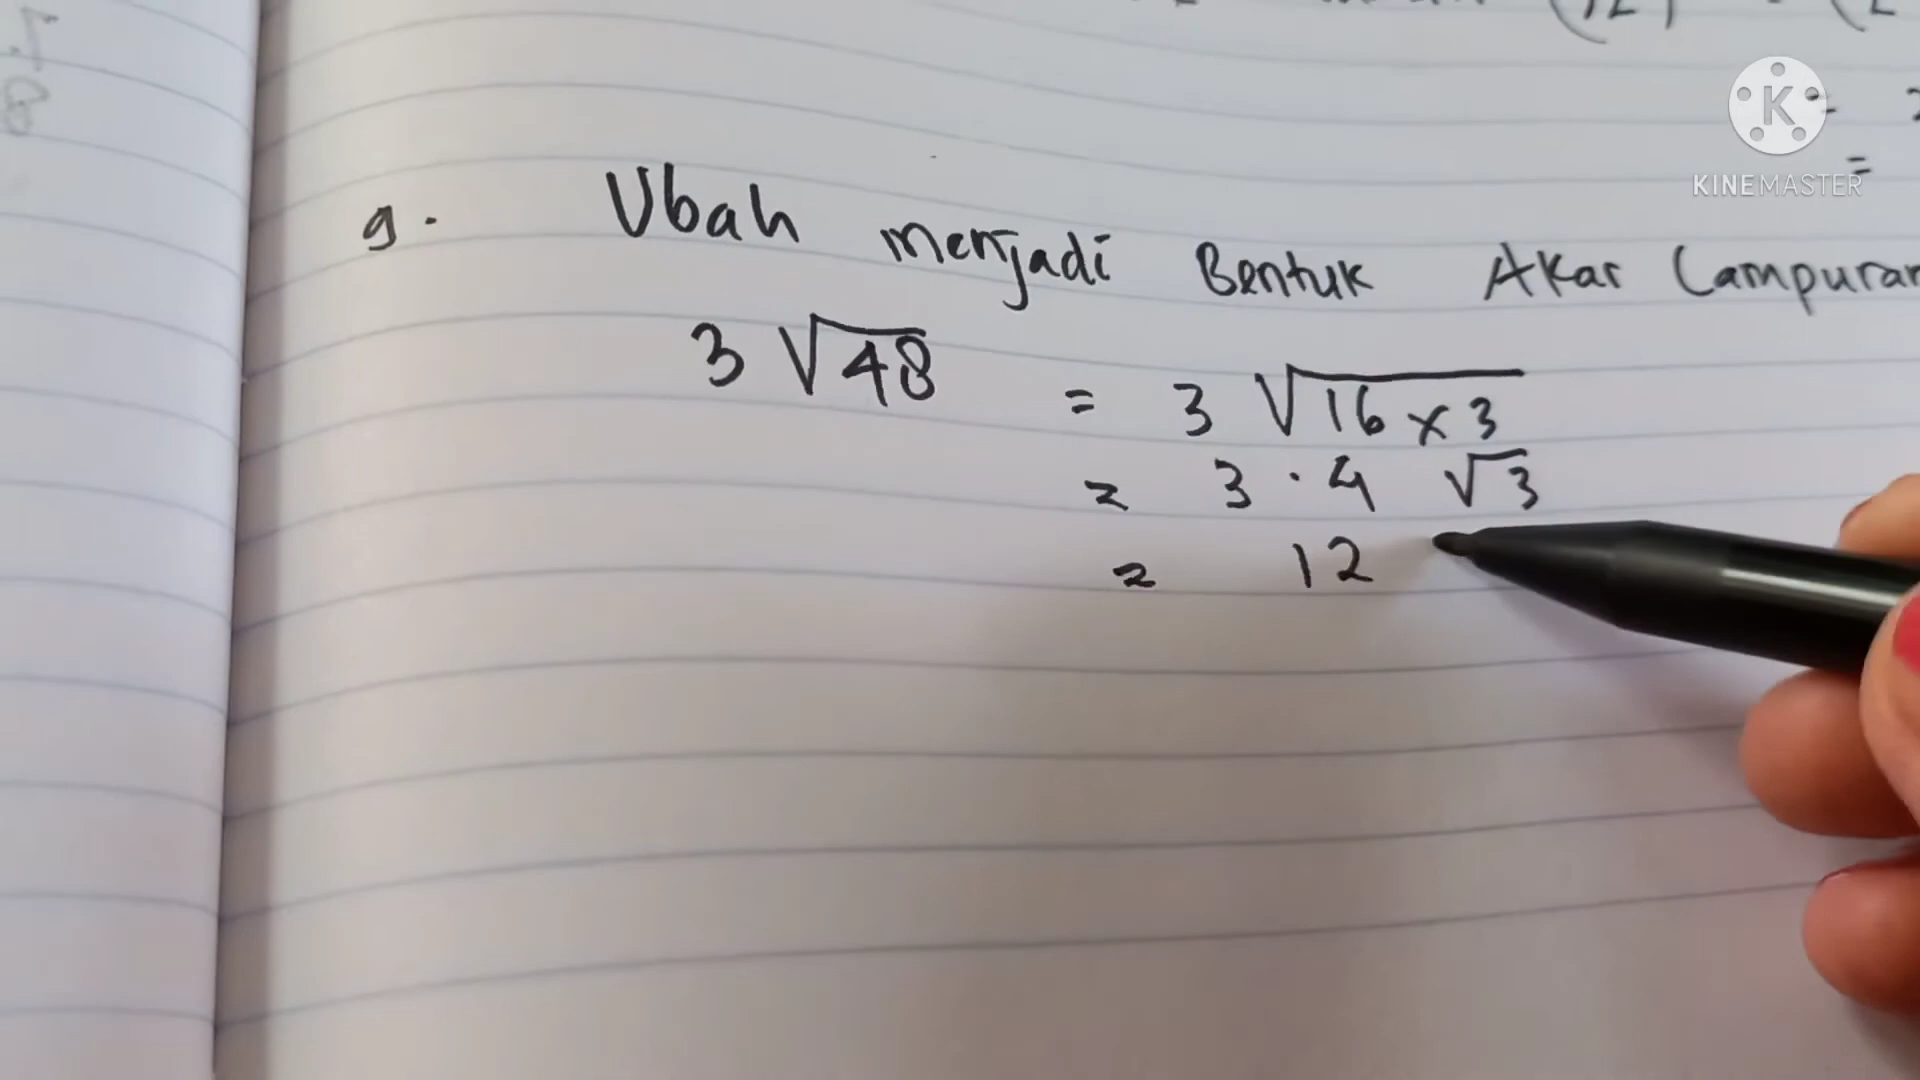 KINEMASTER
9. Ubah menjadi Bentuk Akar Campuran
3 √48 = 3 √16 x 3
= 3 . 4 √3
= 12